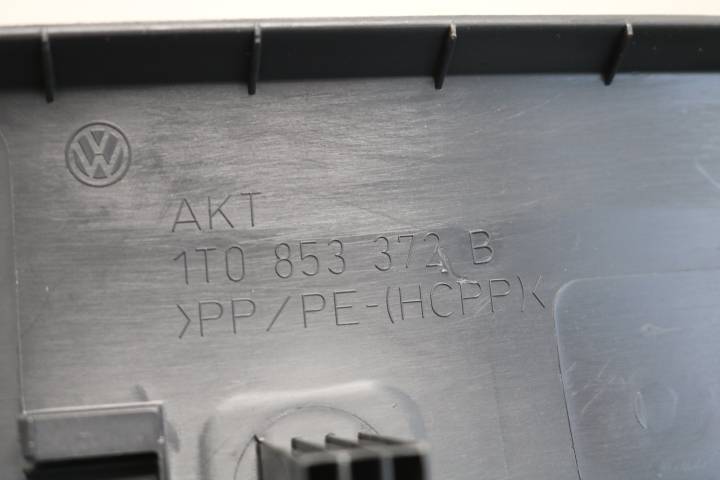 AKT
1T0 853 372 B
>PP/PE-(HCPP)<